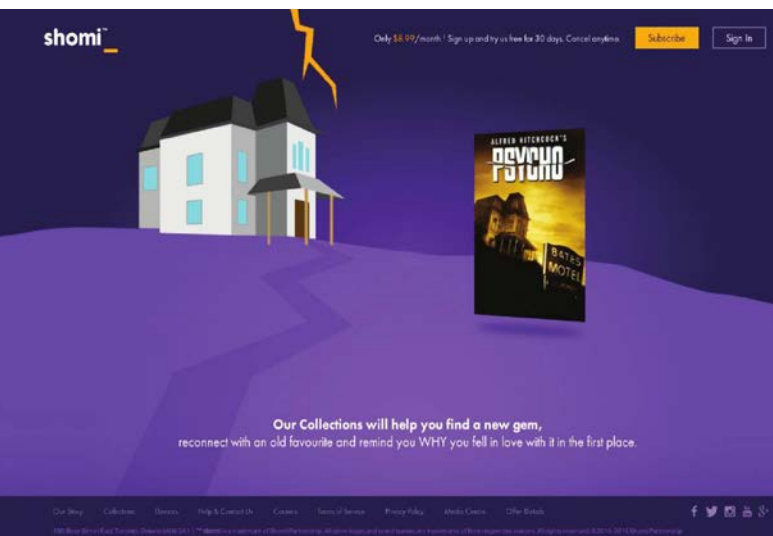 shomi™
Only $8.99/month! Sign up and try us free for 30 days. Cancel anytime.
Subscribe
Sign In
ALFRED HITCHCOCK'S
PSYCHO
BATES
MOTEL
Our Collections will help you find a new gem,
reconnect with an old favourite and remind you WHY you fell in love with it in the first place.
Our Story Collections Devices Help & Contact Us Careers Terms of Service Privacy Policy Media Centre Offer Details